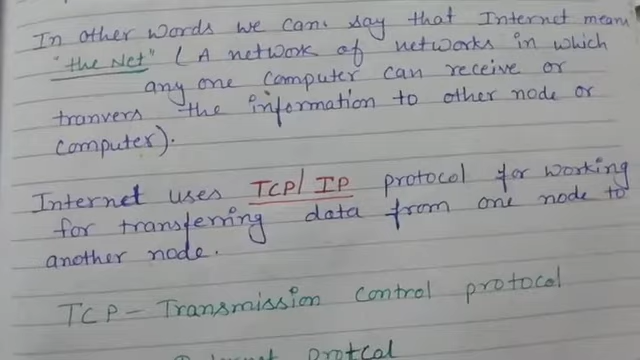 In other words we can say that Internet means
"the Net" (A network of networks in which
any one computer can receive or
tranvers the information to other node or
computer).
Internet uses TCP/IP protocol for working
for transferring data from one node to
another node.
TCP - Transmission control protocol
protcal